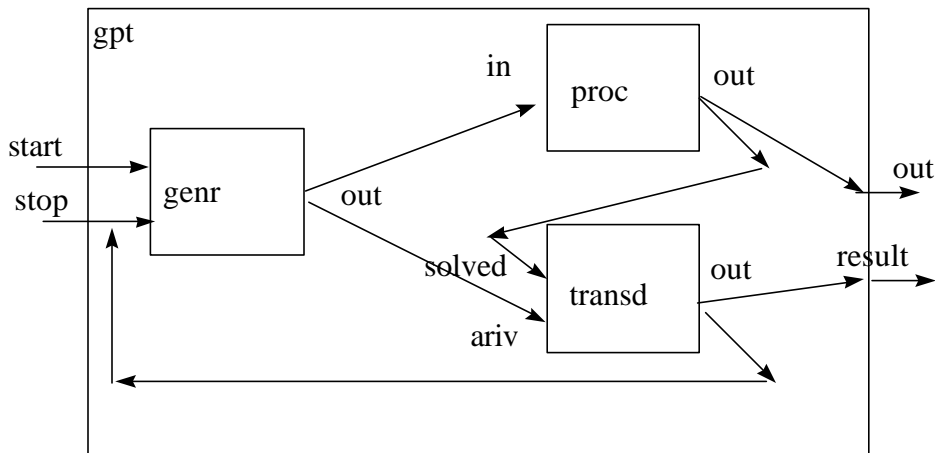 gpt
in
proc
out
start
stop
genr
out
out
solved
transd
out
result
ariv